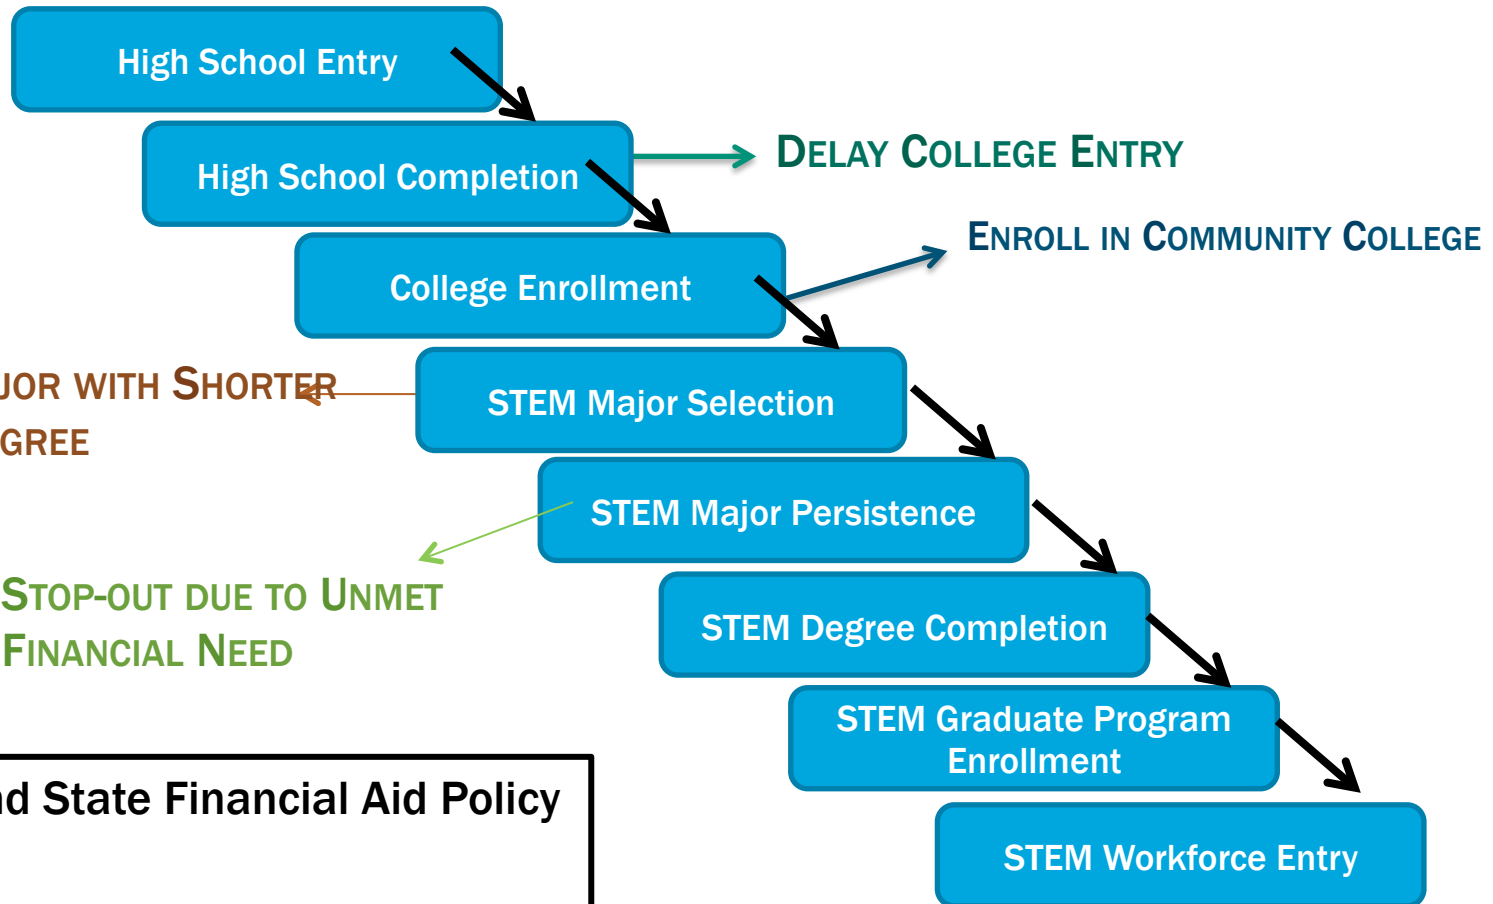 High School Entry
High School Completion
DELAY COLLEGE ENTRY
ENROLL IN COMMUNITY COLLEGE
College Enrollment
JOR WITH SHORTER
GREE
STEM Major Selection
STEM Major Persistence
STOP-OUT DUE TO UNMET
FINANCIAL NEED
STEM Degree Completion
STEM Graduate Program
Enrollment
nd State Financial Aid Policy
STEM Workforce Entry